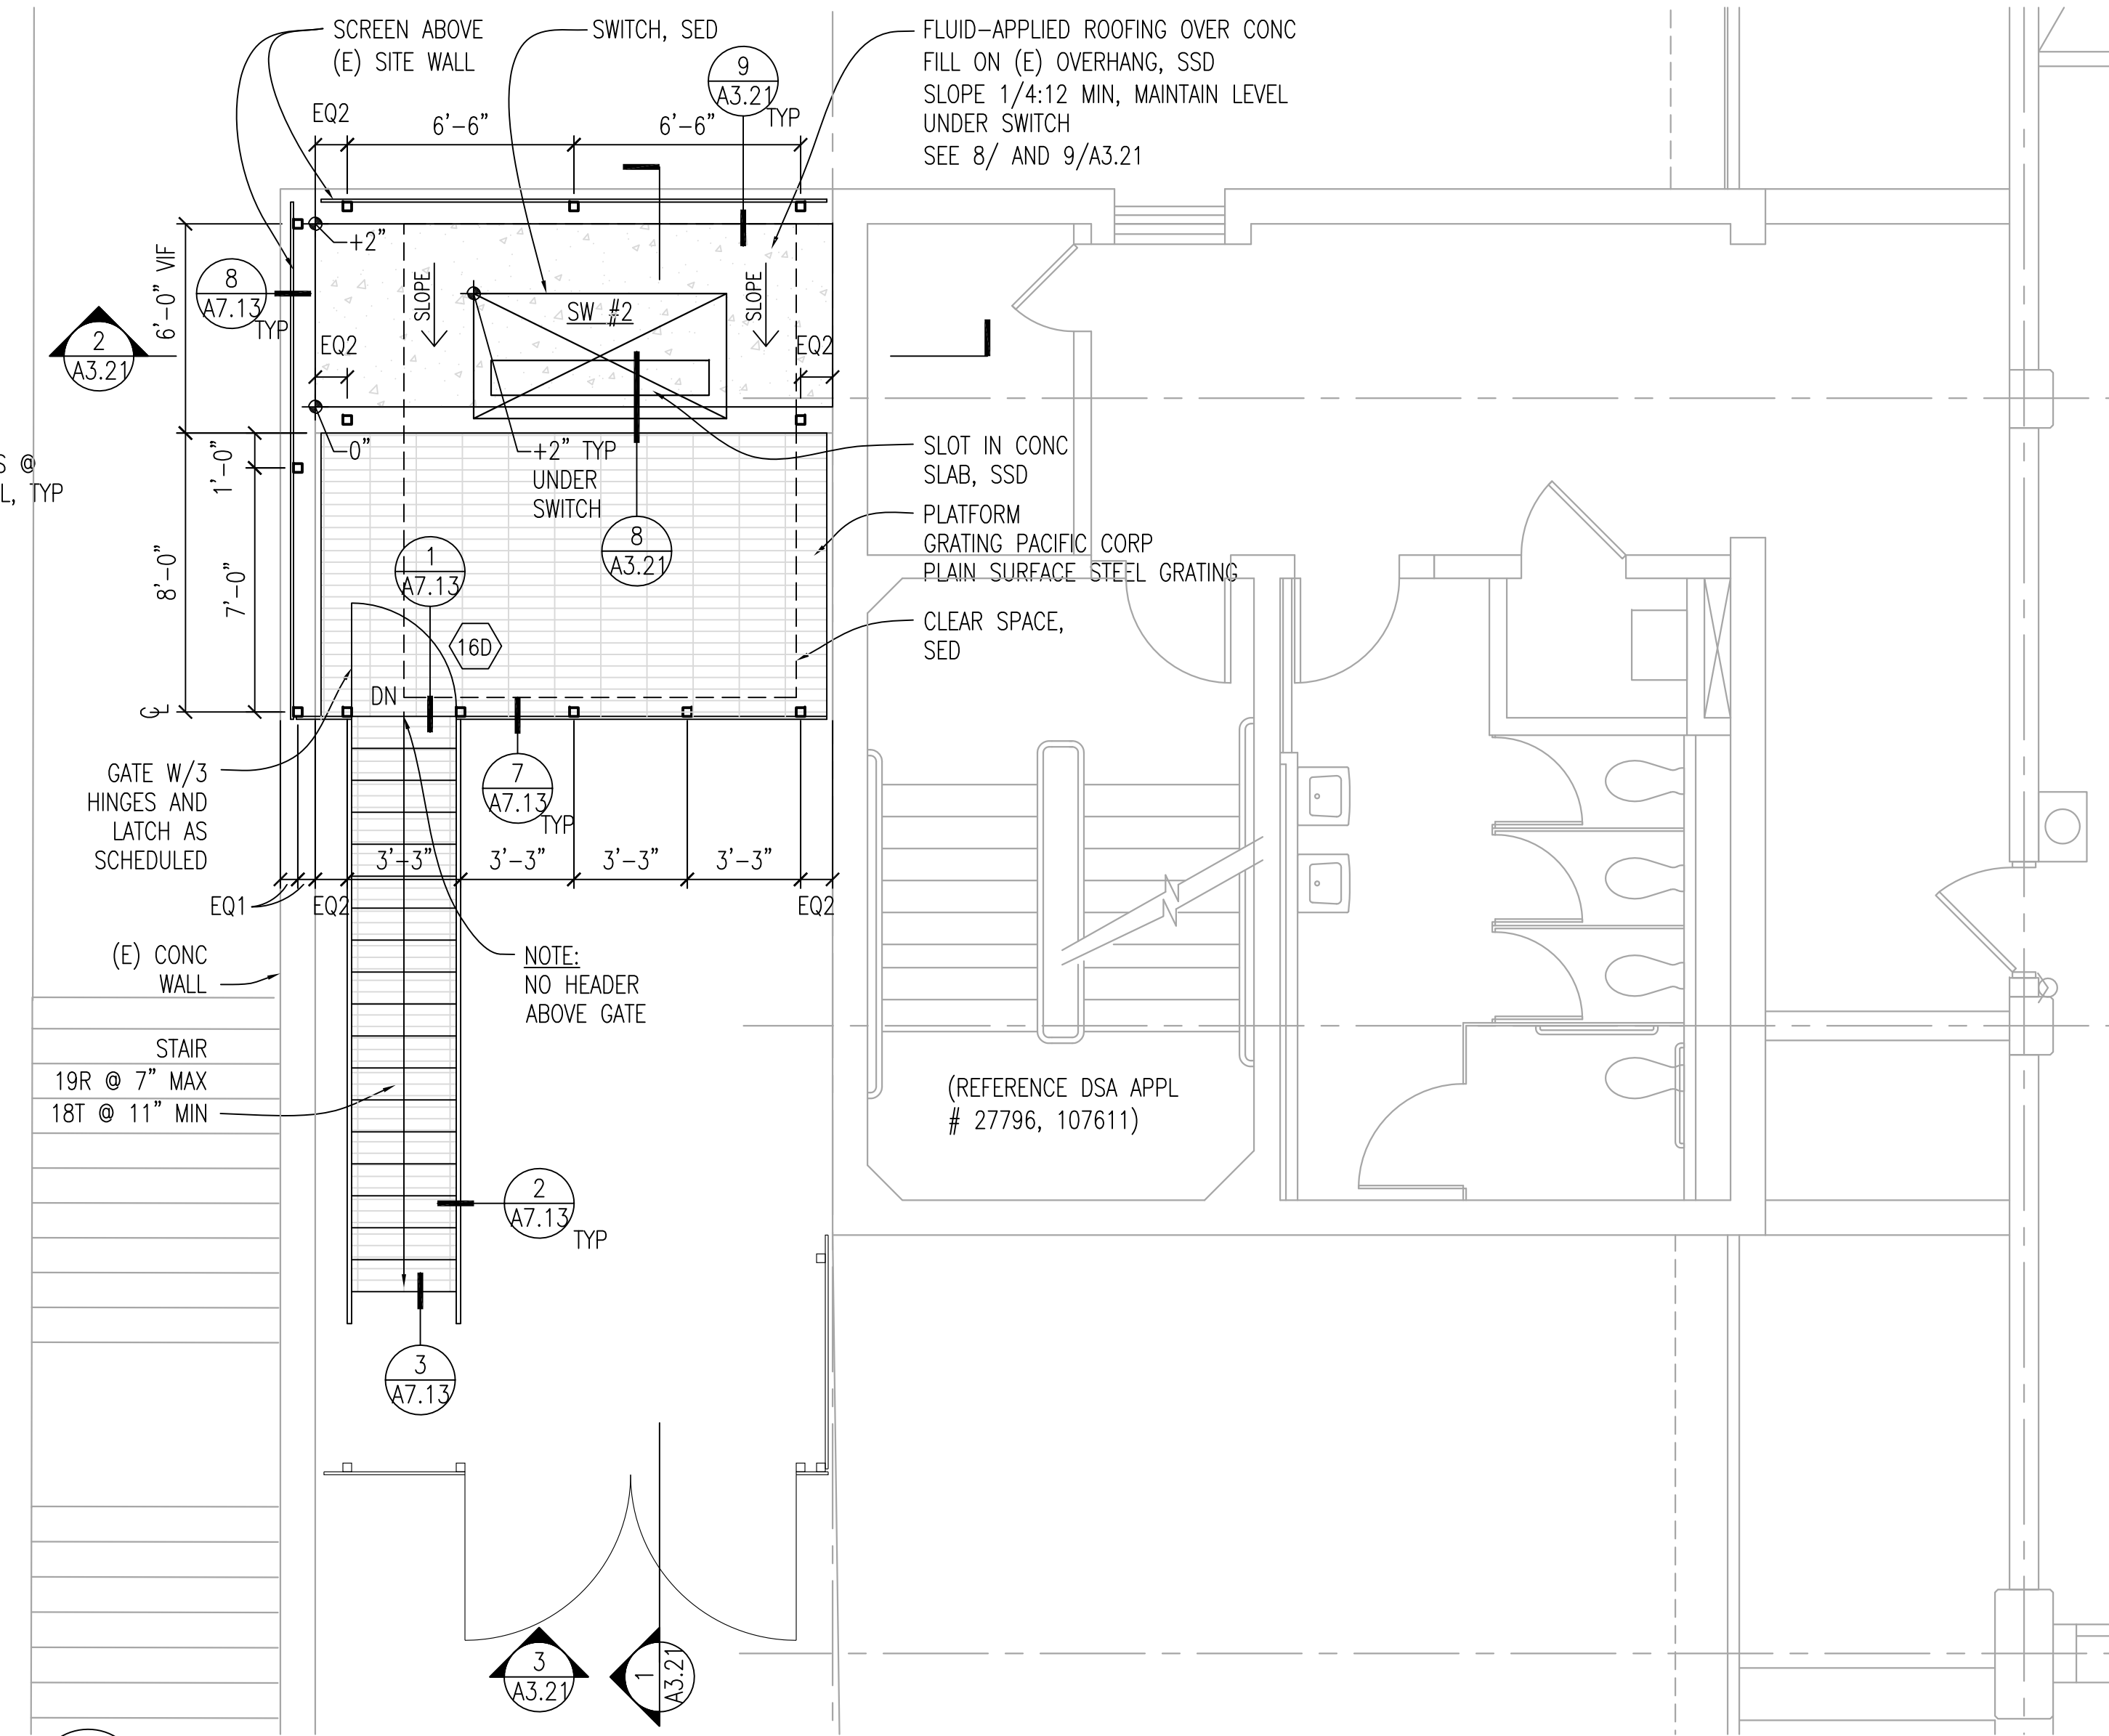 SCREEN ABOVE
(E) SITE WALL
SWITCH, SED
FLUID-APPLIED ROOFING OVER CONC
FILL ON (E) OVERHANG, SSD
SLOPE 1/4:12 MIN, MAINTAIN LEVEL
UNDER SWITCH
SEE 8/ AND 9/A3.21
9
A3.21
TYP
EQ2
6'-6"
6'-6"
+2"
6'-0" VIF
8
A7.13
TYP
SLOPE
SLOPE
SW #2
2
A3.21
EQ2
EQ2
0"
+2" TYP
UNDER
SWITCH
SLOT IN CONC
SLAB, SSD
S @
L, TYP
1'-0"
8'-0"
7'-0"
8
A3.21
PLATFORM
GRATING PACIFIC CORP
PLAIN SURFACE STEEL GRATING
1
A7.13
16D
CLEAR SPACE,
SED
DN
CL
GATE W/3
HINGES AND
LATCH AS
SCHEDULED
7
A7.13
TYP
3'-3"
3'-3"
3'-3"
3'-3"
EQ1
EQ2
EQ2
(E) CONC
WALL
NOTE:
NO HEADER
ABOVE GATE
STAIR
19R @ 7" MAX
18T @ 11" MIN
(REFERENCE DSA APPL
# 27796, 107611)
2
A7.13
TYP
3
A7.13
3
A3.21
1
A3.21